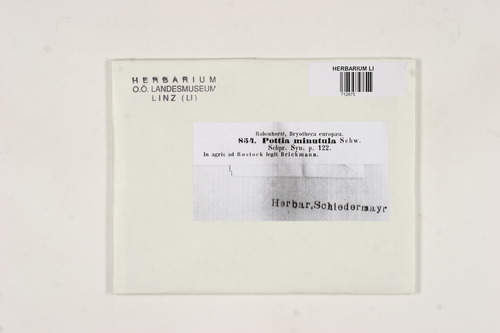 HERBARIUM
O.Ö. LANDESMUSEUM
LINZ (LI)
HERBARIUM LI
712075
Rabenhorst, Bryotheca europaea.
854. Pottia minutula Schw.
Schpr. Syn. p. 122.
In agris ad Rostock legit Brickmann.
Herbar, Schiedermayr